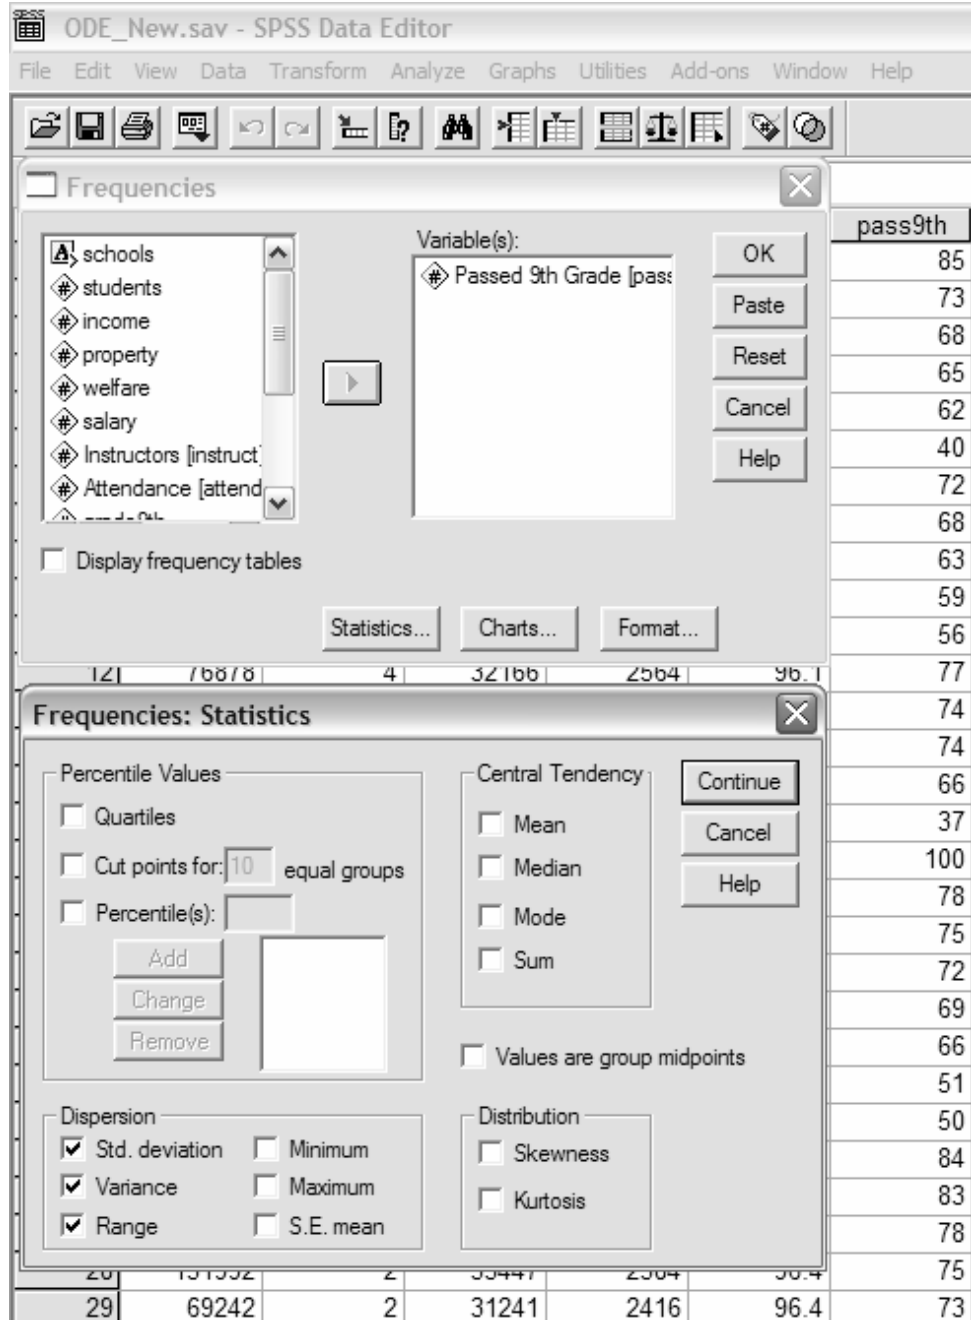 SPSS
ODE_New.sav - SPSS Data Editor
File Edit View Data Transform Analyze Graphs Utilities Add-ons Window Help
Frequencies
schools
students
income
property
welfare
salary
Instructors [instruct]
Attendance [attend
Variable(s):
Passed 9th Grade [pass
OK
Paste
Reset
Cancel
Help
Display frequency tables
Statistics...
Charts...
Format...
pass9th
85
73
68
65
62
40
72
68
63
59
56
12 76878 4 32166 2564 96.1 77
74
74
66
37
100
78
75
72
69
66
51
50
84
83
78
75
Frequencies: Statistics
Percentile Values
Quartiles
Cut points for: 10 equal groups
Percentile(s):
Add
Change
Remove
Central Tendency
Mean
Median
Mode
Sum
Continue
Cancel
Help
Values are group midpoints
Dispersion
Std. deviation
Variance
Range
Minimum
Maximum
S.E. mean
Distribution
Skewness
Kurtosis
29 69242 2 31241 2416 96.4 73